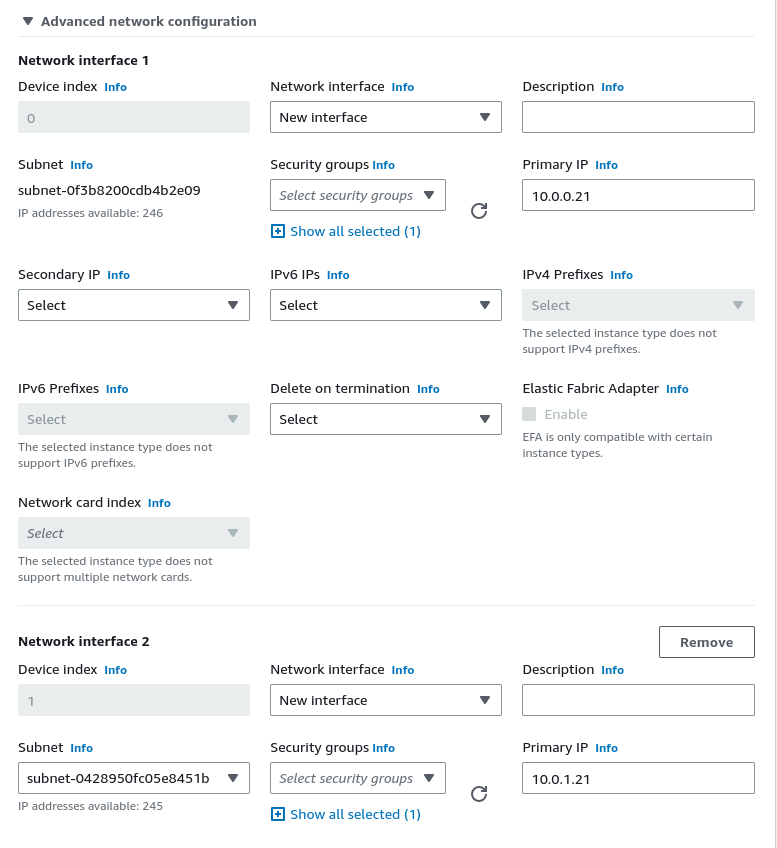 Advanced network configuration
Network interface 1
Device index Info Network interface Info Description Info
0 New interface
Subnet Info Security groups Info Primary IP Info
subnet-0f3b8200cdb4b2e09 Select security groups 10.0.0.21
IP addresses available: 246
Show all selected (1)
Secondary IP Info IPv6 IPs Info IPv4 Prefixes Info
Select Select Select
The selected instance type does not
support IPv4 prefixes.
IPv6 Prefixes Info Delete on termination Info Elastic Fabric Adapter Info
Select Select Enable
The selected instance type does not
support IPv6 prefixes.
EFA is only compatible with certain
instance types.
Network card index Info
Select
The selected instance type does not
support multiple network cards.
Network interface 2 Remove
Device index Info Network interface Info Description Info
1 New interface
Subnet Info Security groups Info Primary IP Info
subnet-0428950fc05e8451b Select security groups 10.0.1.21
IP addresses available: 245
Show all selected (1)